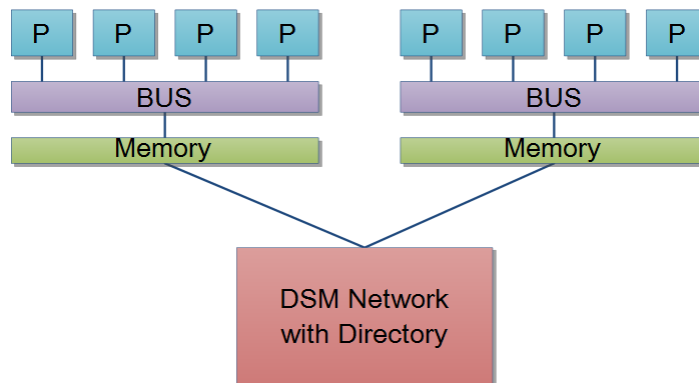 P P P P P P P P
BUS BUS
Memory Memory
DSM Network
with Directory